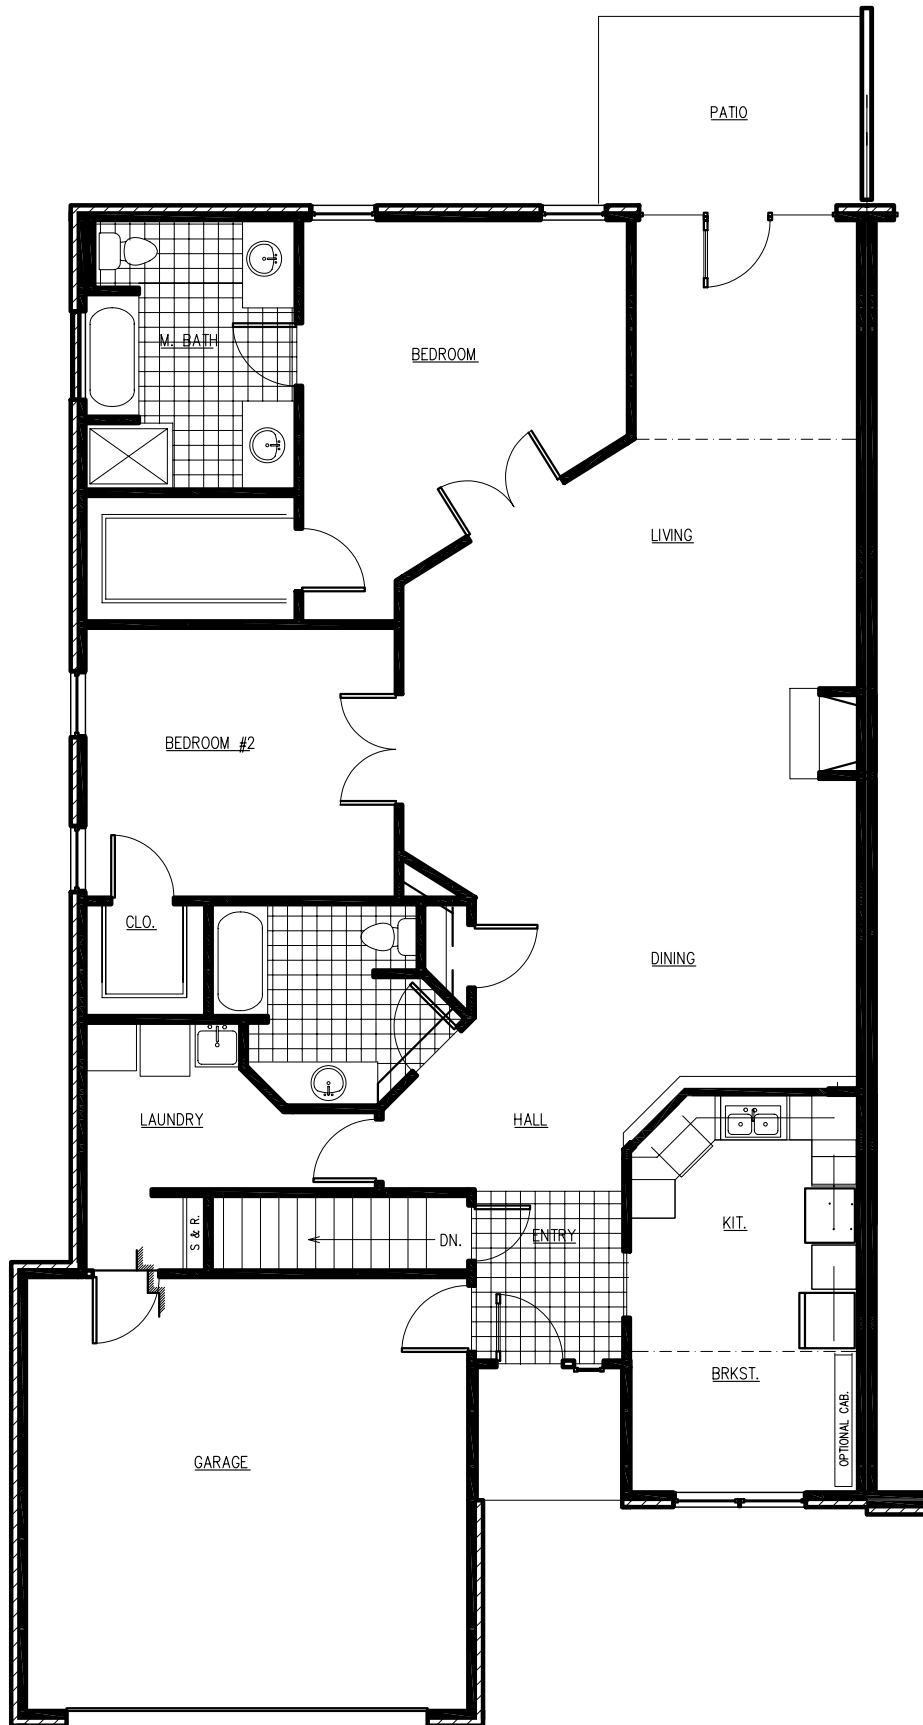 PATIO
M. BATH
BEDROOM
LIVING
BEDROOM #2
CLO.
DINING
LAUNDRY
HALL
S & R.
DN.
ENTRY
KIT.
BRKST.
OPTIONAL CAB.
GARAGE